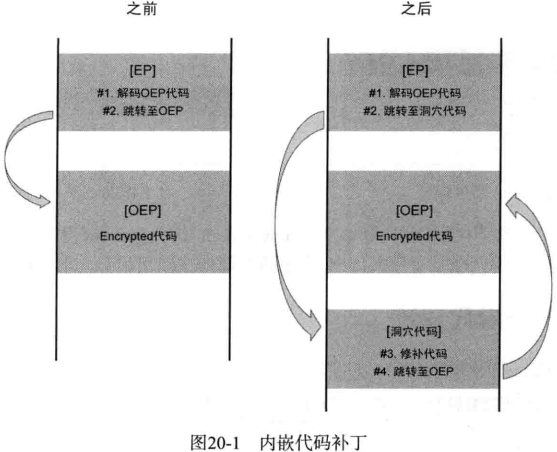 之前
[EP]
#1. 解码OEP代码
#2. 跳转至OEP
[OEP]
Encrypted代码
之后
[EP]
#1. 解码OEP代码
#2. 跳转至洞穴代码
[OEP]
Encrypted代码
[洞穴代码]
#3. 修补代码
#4. 跳转至OEP
图20-1 内嵌代码补丁